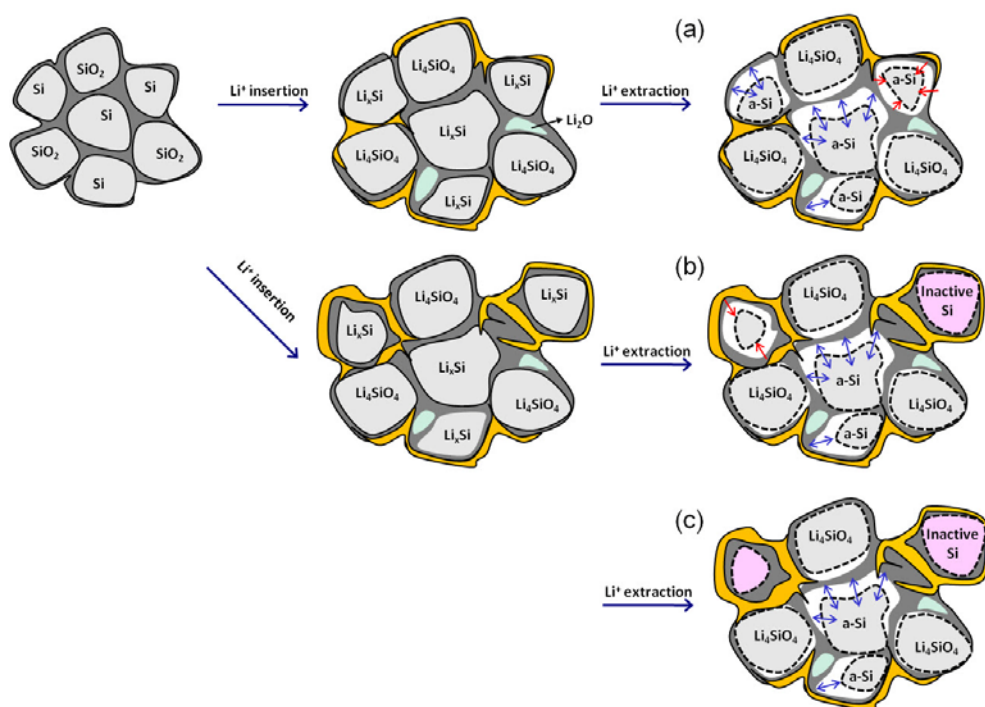 (a)
SiO₂
Si
Si
Si
SiO₂
SiO₂
Si
Li⁺ insertion
Li₄SiO₄
LiₓSi
LiₓSi
LiₓSi
Li₂O
Li₄SiO₄
Li₄SiO₄
LiₓSi
Li⁺ extraction
Li₄SiO₄
a-Si
a-Si
a-Si
Li₄SiO₄
Li₄SiO₄
a-Si
Li⁺ insertion
(b)
Li₄SiO₄
LiₓSi
LiₓSi
LiₓSi
Li₄SiO₄
Li₄SiO₄
LiₓSi
Li⁺ extraction
Li₄SiO₄
Inactive
Si
a-Si
Li₄SiO₄
Li₄SiO₄
a-Si
(c)
Li⁺ extraction
Li₄SiO₄
Inactive
Si
a-Si
Li₄SiO₄
Li₄SiO₄
a-Si